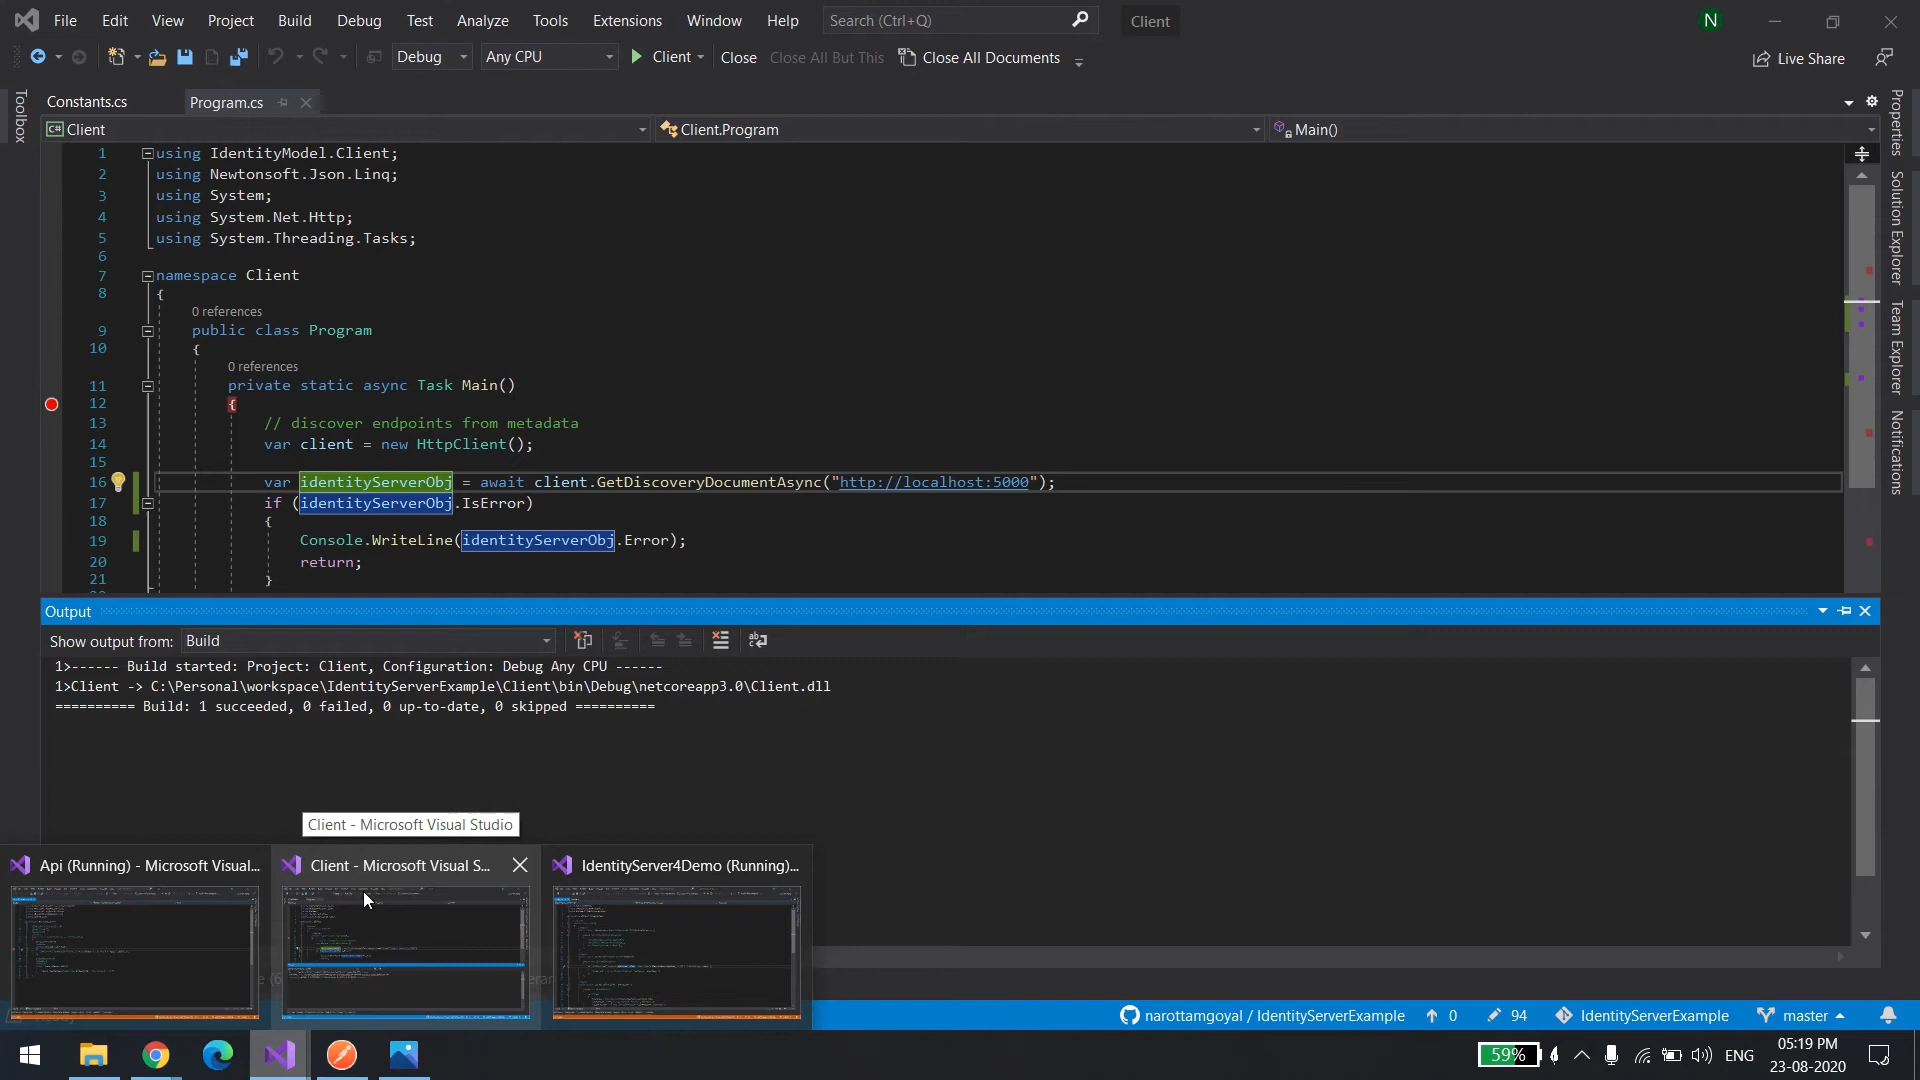 File Edit View Project Build Debug Test Analyze Tools Extensions Window Help Search (Ctrl+Q) Client N
Debug Any CPU Client Close Close All But This Close All Documents Live Share
Toolbox
Constants.cs Program.cs
Client Client.Program Main()
1 using IdentityModel.Client;
2 using Newtonsoft.Json.Linq;
3 using System;
4 using System.Net.Http;
5 using System.Threading.Tasks;
6
7 namespace Client
8 {
0 references
9 public class Program
10 {
0 references
11 private static async Task Main()
12 {
13 // discover endpoints from metadata
14 var client = new HttpClient();
15
16 var identityServerObj = await client.GetDiscoveryDocumentAsync("http://localhost:5000");
17 if (identityServerObj.IsError)
18 {
19 Console.WriteLine(identityServerObj.Error);
20 return;
21 }
Properties
Solution Explorer
Team Explorer
Notifications
Output
Show output from: Build
1>------ Build started: Project: Client, Configuration: Debug Any CPU ------
1>Client -> C:\Personal\workspace\IdentityServerExample\Client\bin\Debug\netcoreapp3.0\Client.dll
========== Build: 1 succeeded, 0 failed, 0 up-to-date, 0 skipped ==========
Client - Microsoft Visual Studio
Api (Running) - Microsoft Visual... Client - Microsoft Visual S... IdentityServer4Demo (Running)...
narottamgoyal / IdentityServerExample 0 94 IdentityServerExample master
59% ENG 05:19 PM
23-08-2020